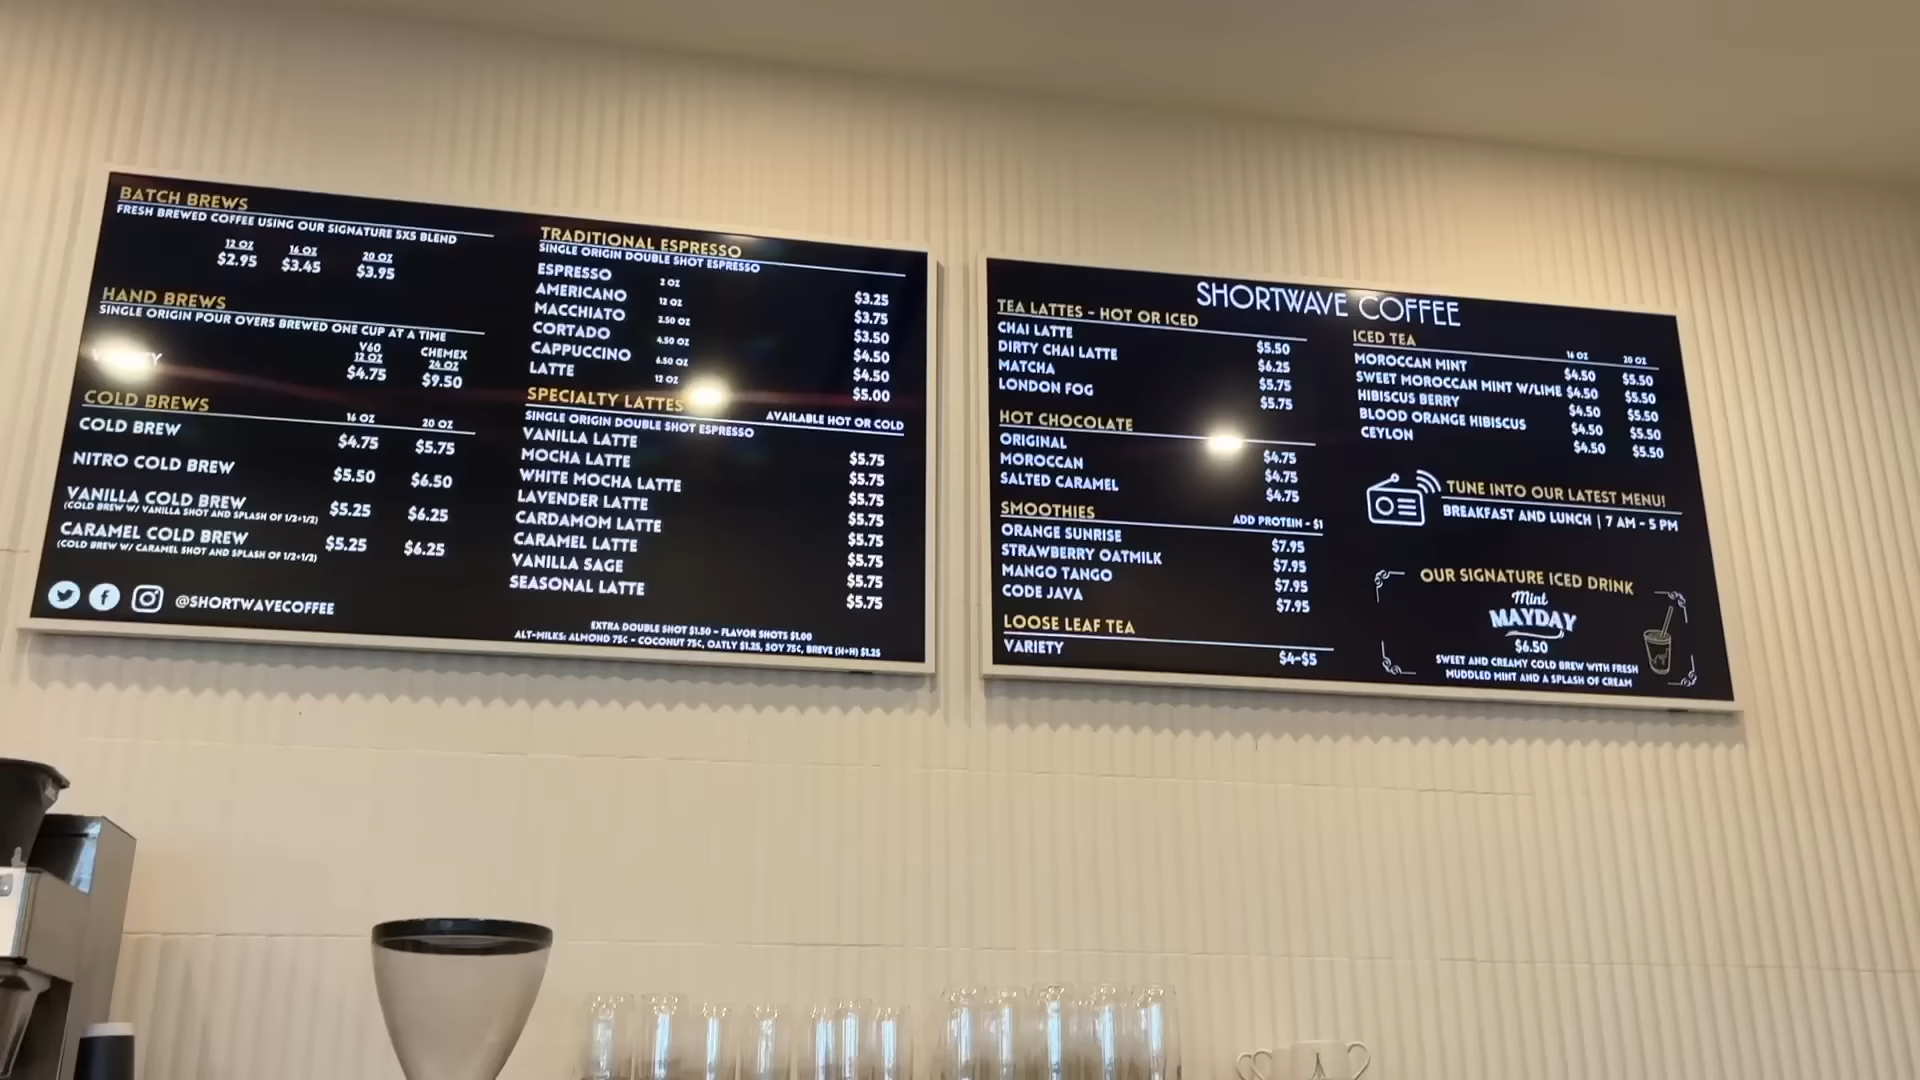 BATCH BREWS
FRESH BREWED COFFEE USING OUR SIGNATURE 5X5 BLEND
12 OZ 16 OZ 20 OZ
$2.95 $3.45 $3.95
HAND BREWS
SINGLE ORIGIN POUR OVERS BREWED ONE CUP AT A TIME
V60 CHEMEX
12 OZ 24 OZ
VARIETY $4.75 $9.50
COLD BREWS
16 OZ 20 OZ
COLD BREW $4.75 $5.75
NITRO COLD BREW $5.50 $6.50
VANILLA COLD BREW $5.25 $6.25
(COLD BREW W/ VANILLA SHOT AND SPLASH OF 1/2+1/2)
CARAMEL COLD BREW $5.25 $6.25
(COLD BREW W/ CARAMEL SHOT AND SPLASH OF 1/2+1/2)
@SHORTWAVECOFFEE
TRADITIONAL ESPRESSO
SINGLE ORIGIN DOUBLE SHOT ESPRESSO
ESPRESSO 2 OZ $3.25
AMERICANO 12 OZ $3.75
MACCHIATO 2.50 OZ $3.50
CORTADO 4.50 OZ $4.50
CAPPUCCINO 6.50 OZ $4.50
LATTE 12 OZ $5.00
SPECIALTY LATTES AVAILABLE HOT OR COLD
SINGLE ORIGIN DOUBLE SHOT ESPRESSO
VANILLA LATTE $5.75
MOCHA LATTE $5.75
WHITE MOCHA LATTE $5.75
LAVENDER LATTE $5.75
CARDAMOM LATTE $5.75
CARAMEL LATTE $5.75
VANILLA SAGE $5.75
SEASONAL LATTE $5.75
EXTRA DOUBLE SHOT $1.50 - FLAVOR SHOTS $1.00
ALT-MILKS: ALMOND 75¢ - COCONUT 75¢, OATLY $1.25, SOY 75¢, BREVE (H+H) $1.25
SHORTWAVE COFFEE
TEA LATTES - HOT OR ICED
CHAI LATTE $5.50
DIRTY CHAI LATTE $6.25
MATCHA $5.75
LONDON FOG $5.75
HOT CHOCOLATE
ORIGINAL $4.75
MOROCCAN $4.75
SALTED CARAMEL $4.75
SMOOTHIES ADD PROTEIN - $1
ORANGE SUNRISE $7.95
STRAWBERRY OATMILK $7.95
MANGO TANGO $7.95
CODE JAVA $7.95
LOOSE LEAF TEA
VARIETY $4-$5
ICED TEA
16 OZ 20 OZ
MOROCCAN MINT $4.50 $5.50
SWEET MOROCCAN MINT W/LIME $4.50 $5.50
HIBISCUS BERRY $4.50 $5.50
BLOOD ORANGE HIBISCUS $4.50 $5.50
CEYLON $4.50 $5.50
TUNE INTO OUR LATEST MENU!
BREAKFAST AND LUNCH | 7 AM - 5 PM
OUR SIGNATURE ICED DRINK
Mint
MAYDAY
$6.50
SWEET AND CREAMY COLD BREW WITH FRESH
MUDDLED MINT AND A SPLASH OF CREAM